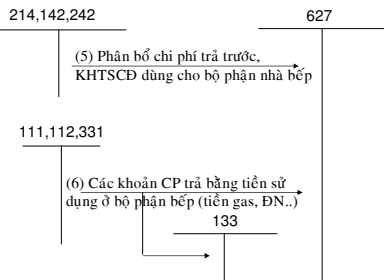 214,142,242
627
(5) Phân bổ chi phí trả trước,
KHTSCĐ dùng cho bộ phận nhà bếp
111,112,331
(6) Các khoản CP trả bằng tiền sử
dụng ở bộ phận bếp (tiền gas, ĐN..)
133